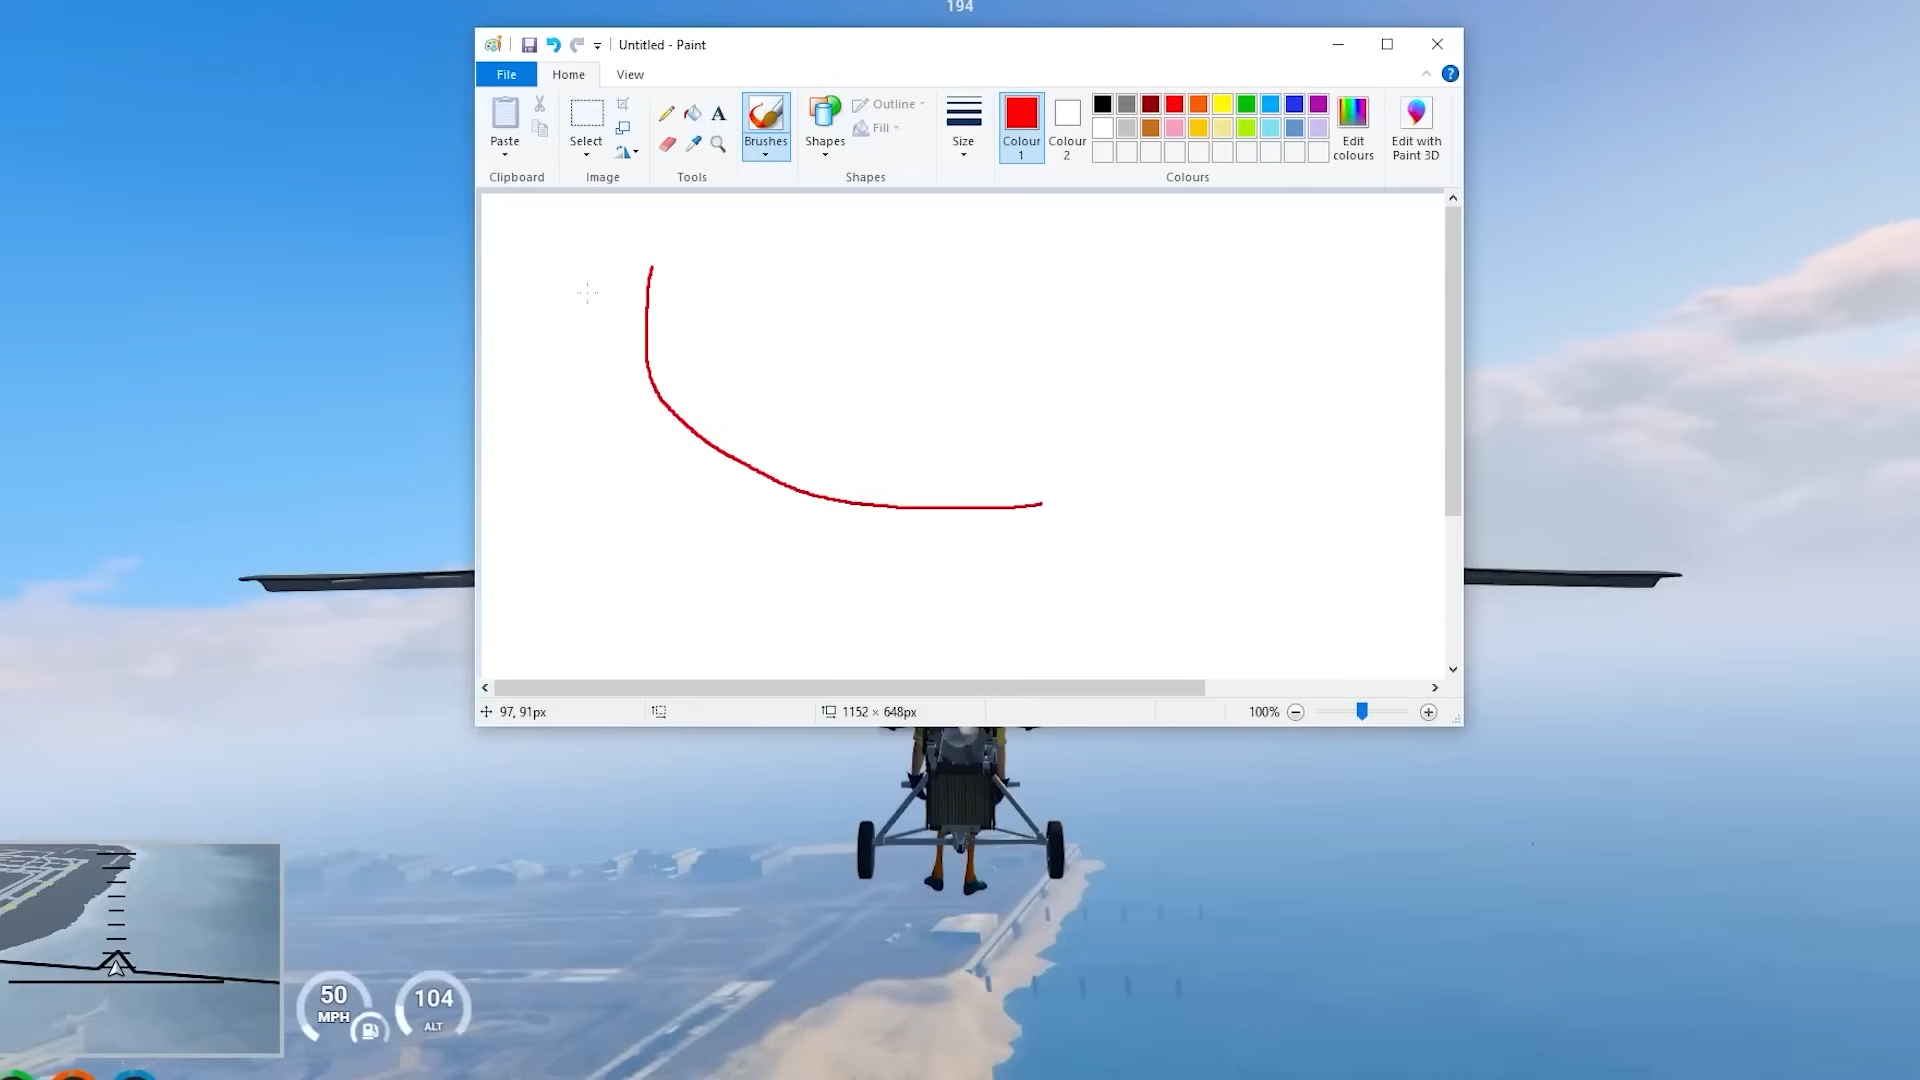 194
Untitled - Paint
File
Home
View
?
Paste
Select
A
Brushes
Shapes
Outline
Fill
Size
Colour
1
Colour
2
Edit
colours
Edit with
Paint 3D
Clipboard
Image
Tools
Shapes
Colours
97, 91px
1152 × 648px
100%
50
MPH
104
ALT